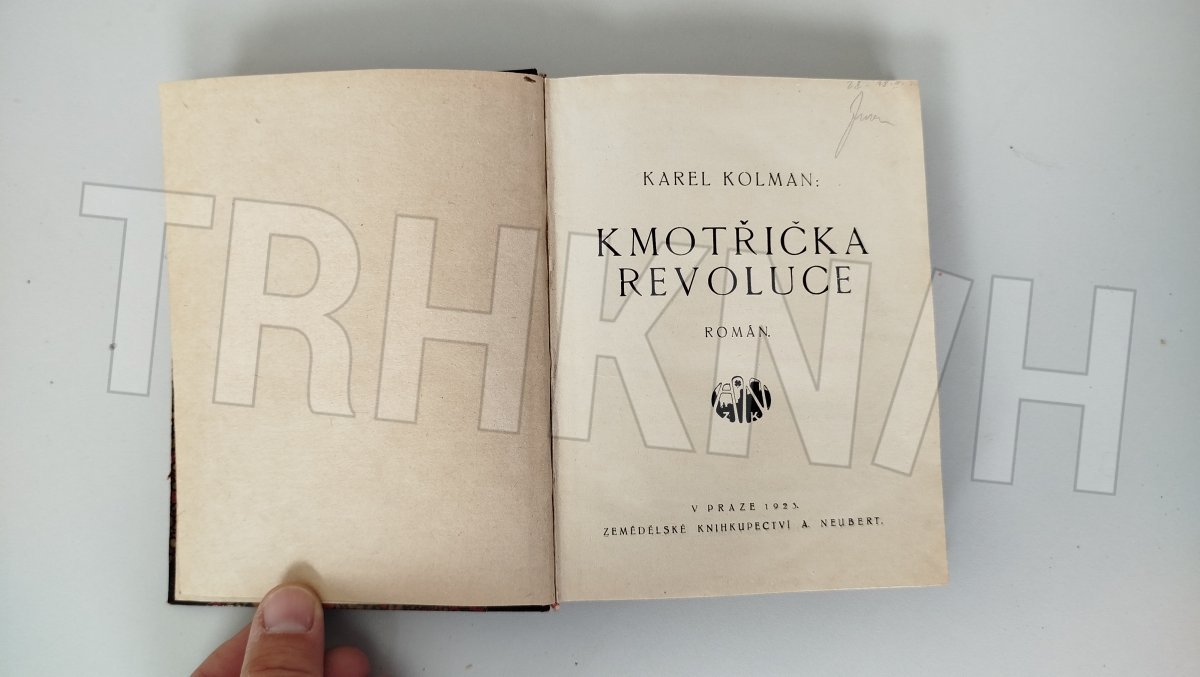 KAREL KOLMAN:
KMOTŘIČKA
REVOLUCE
ROMÁN.
Z K
V PRAZE 1923.
ZEMĚDĚLSKÉ KNIHKUPECTVÍ A. NEUBERT.
TRHKNIH